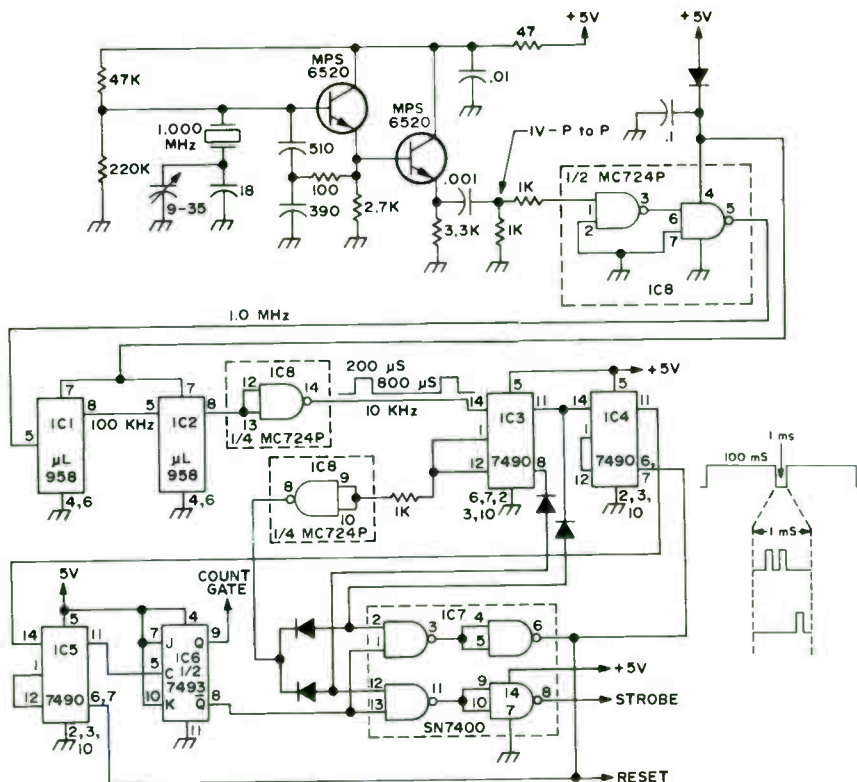 +5V
+5V
47
MPS
6520
.01
47K
MPS
6520
.1
1V-P to P
1.000
MHz
510
.001
1/2 MC724P
4
1K
3
5
220K
100
1
6
18
2
7
9-35
390
2.7K
3.3K
1K
IC8
1.0 MHz
200 µS
+5V
IC8
800 µS
7
7
12
14
5
5
8
5
8
14
11
14
11
1 ms
IC1
100 KHz
IC2
13
10 KHz
IC3
IC4
5
1/4 MC724P
1
1
100 mS
µL
958
µL
958
IC8
7490
7490
6,
8
9
12
8
12
7
4,6
4,6
10
1K
6,7,2
3,10
2,3,
10
1 mS
1/4 MC724P
5V
COUNT
GATE
IC7
5
4
2
3
4
6
14
7
J
Q
9
1
5
IC5
11
IC6
5
C
1/2
+5V
1
7493
12
11
9
14
8
STROBE
7490
10
K
Q
8
13
10
7
12
6,7
SN7400
2,3,
10
11
RESET